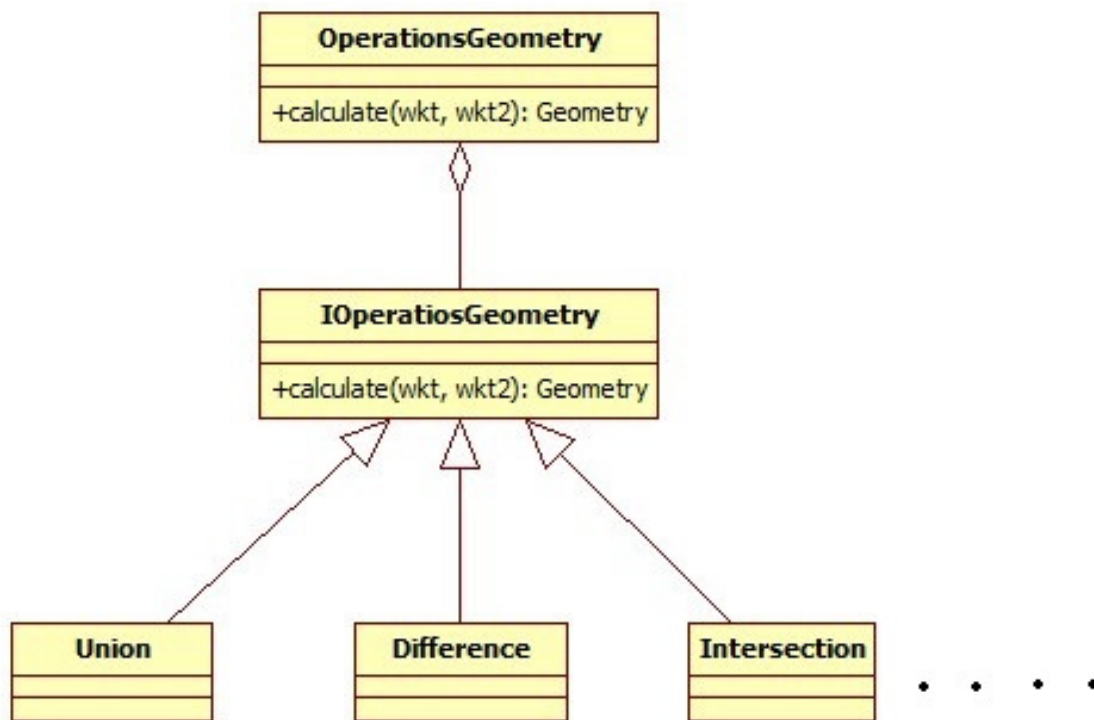 OperationsGeometry
+calculate(wkt, wkt2): Geometry
IOperatiosGeometry
+calculate(wkt, wkt2): Geometry
Union
Difference
Intersection
. . . .